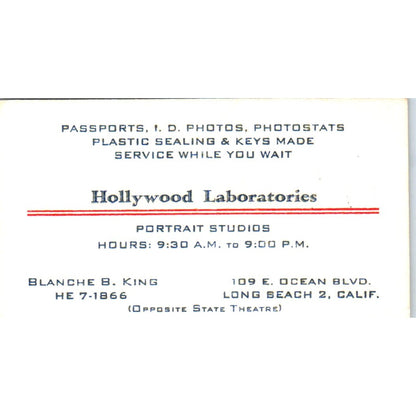 PASSPORTS, I. D. PHOTOS, PHOTOSTATS
PLASTIC SEALING & KEYS MADE
SERVICE WHILE YOU WAIT
Hollywood Laboratories
PORTRAIT STUDIOS
HOURS: 9:30 A.M. TO 9:00 P.M.
BLANCHE B. KING
HE 7-1866
109 E. OCEAN BLVD.
LONG BEACH 2, CALIF.
(OPPOSITE STATE THEATRE)